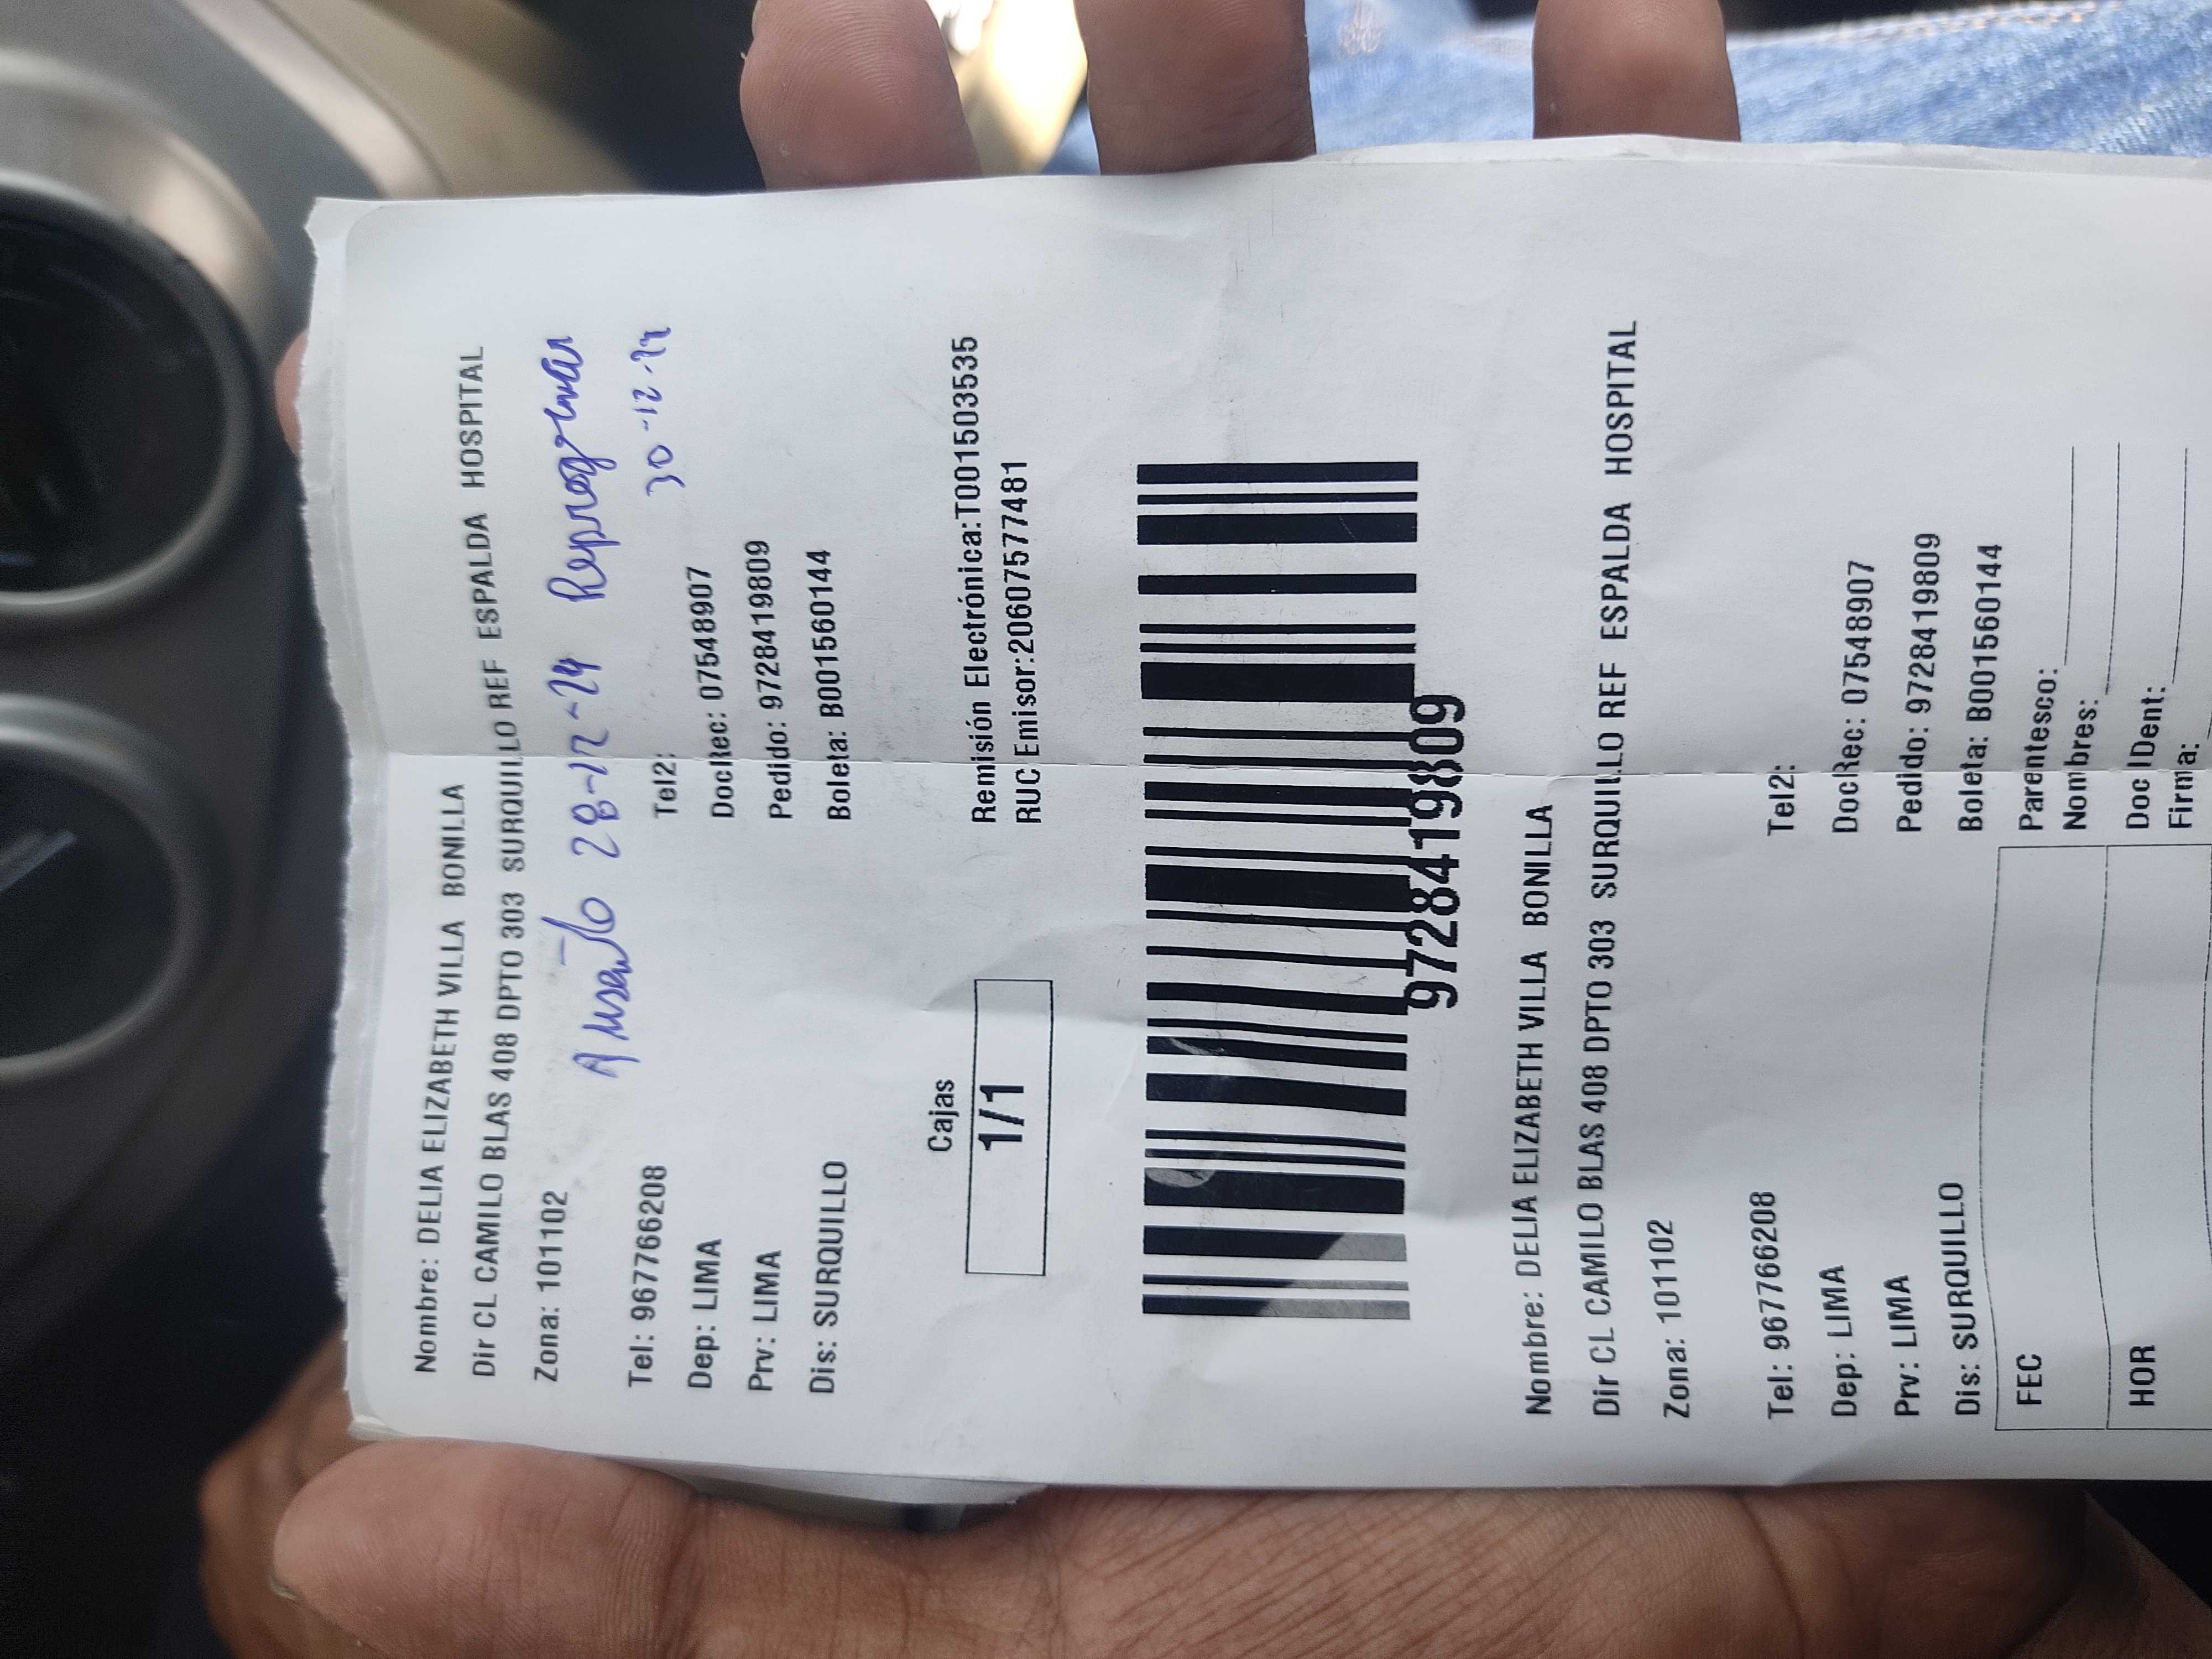 Nombre: DELIA ELIZABETH VILLA BONILLA
Dir CL CAMILO BLAS 408 DPTO 303 SURQUILLO REF ESPALDA HOSPITAL
Zona: 101102
Ausente 28-12-24 Reprogramar
30-12-24
Tel: 967766208 Tel2:
Dep: LIMA DocRec: 07548907
Prv: LIMA Pedido: 9728419809
Dis: SURQUILLO Boleta: B001560144
Cajas
1/1
Remisión Electrónica:T001503535
RUC Emisor:20607577481
9728419809
Nombre: DELIA ELIZABETH VILLA BONILLA
Dir CL CAMILO BLAS 408 DPTO 303 SURQUILLO REF ESPALDA HOSPITAL
Zona: 101102
Tel: 967766208 Tel2:
Dep: LIMA DocRec: 07548907
Prv: LIMA Pedido: 9728419809
Dis: SURQUILLO Boleta: B001560144
FEC
Parentesco:
Nombres:
HOR
Doc IDent:
Firma: